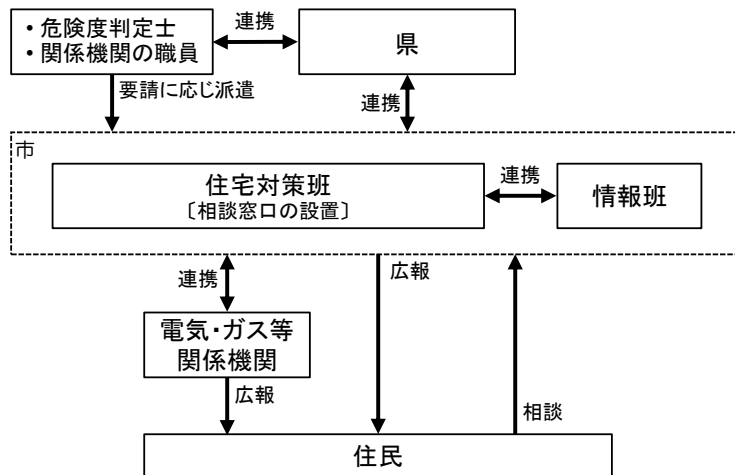 ・危険度判定士
・関係機関の職員
連携
県
要請に応じ派遣
連携
市
住宅対策班
〔相談窓口の設置〕
連携
情報班
連携
広報
電気・ガス等
関係機関
広報
相談
住民